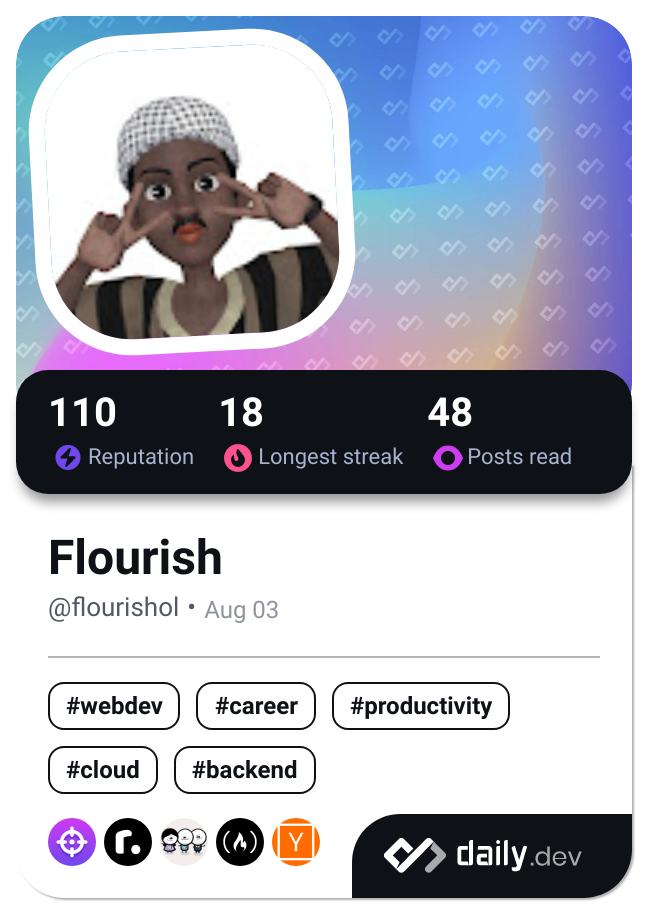 110 18 48
Reputation Longest streak Posts read
Flourish
@flourishol • Aug 03
#webdev #career #productivity
#cloud #backend
r. Y
daily.dev